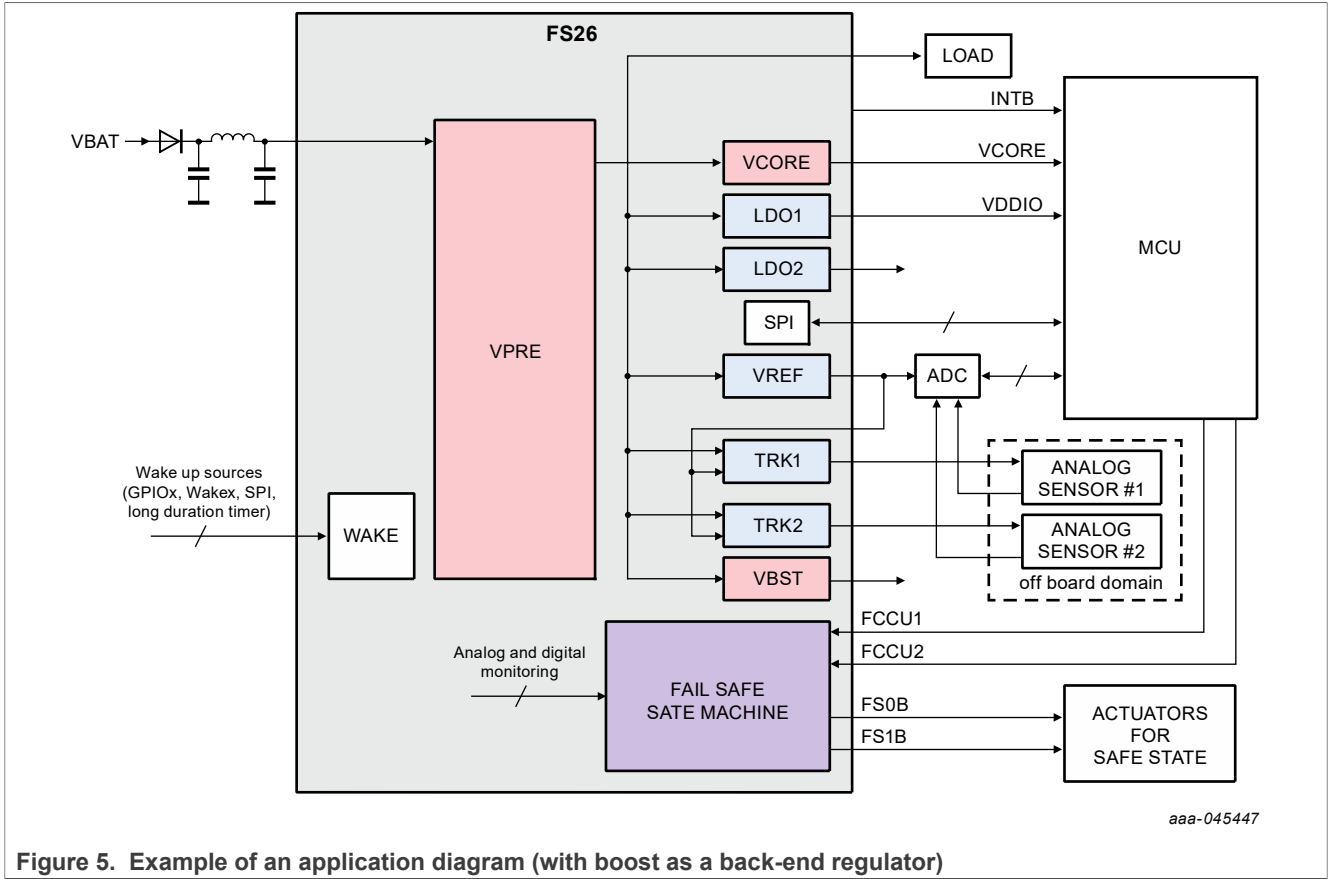 FS26
LOAD
INTB
VBAT
VCORE
VCORE
LDO1
VDDIO
MCU
LDO2
SPI
VPRE
VREF
ADC
TRK1
ANALOG
SENSOR #1
Wake up sources
(GPIOx, Wakex, SPI,
long duration timer)
WAKE
TRK2
ANALOG
SENSOR #2
VBST
off board domain
FCCU1
FCCU2
Analog and digital
monitoring
FAIL SAFE
SATE MACHINE
FS0B
FS1B
ACTUATORS
FOR
SAFE STATE
aaa-045447
Figure 5. Example of an application diagram (with boost as a back-end regulator)